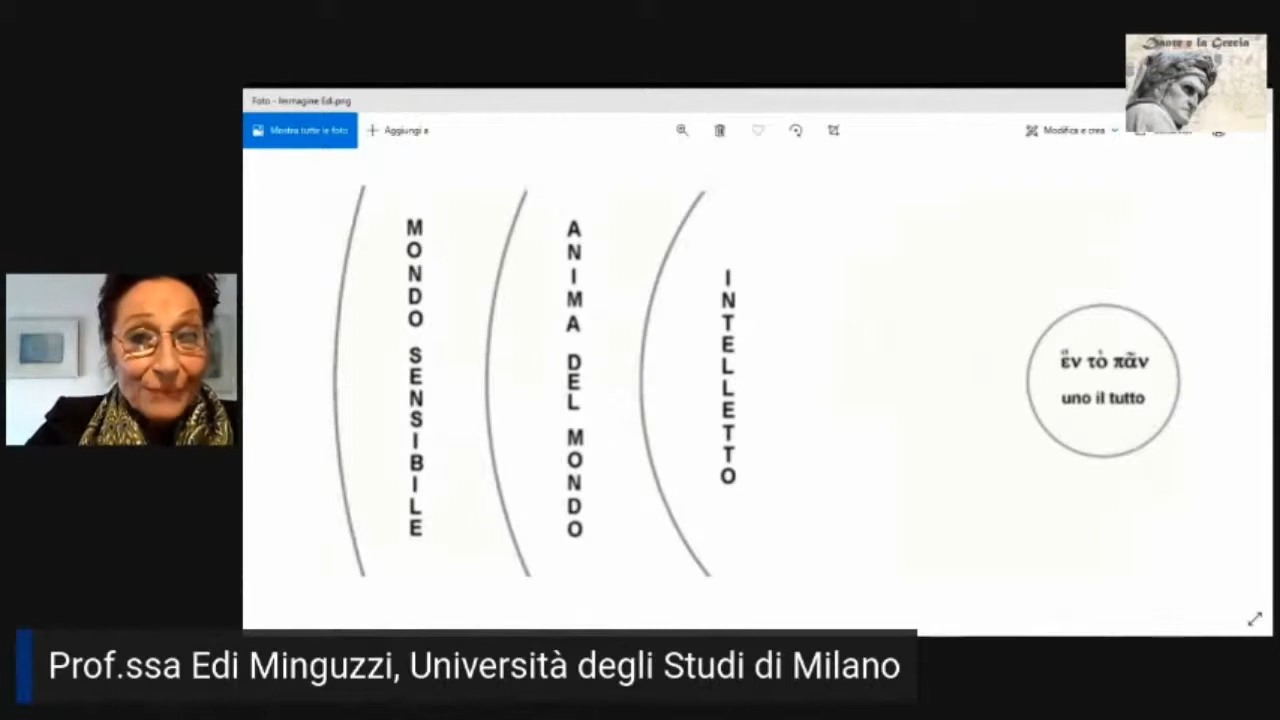 Dante e la Grecia
Foto - Immagine Edi.png
Mostra tutte le foto
Aggiungi a
Modifica e crea
MONDO SENSIBILE
ANIMA DEL MONDO
INTELLETTO
ἓν τὸ πᾶν
uno il tutto
Prof.ssa Edi Minguzzi, Università degli Studi di Milano